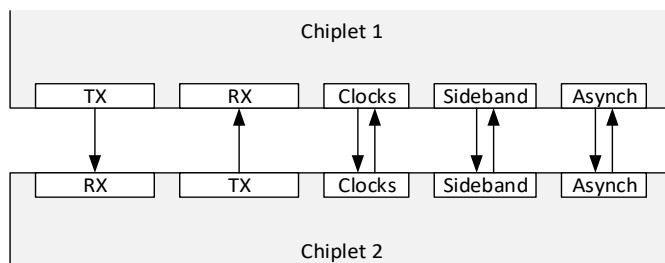 Chiplet 1
TX RX Clocks Sideband Asynch
RX TX Clocks Sideband Asynch
Chiplet 2